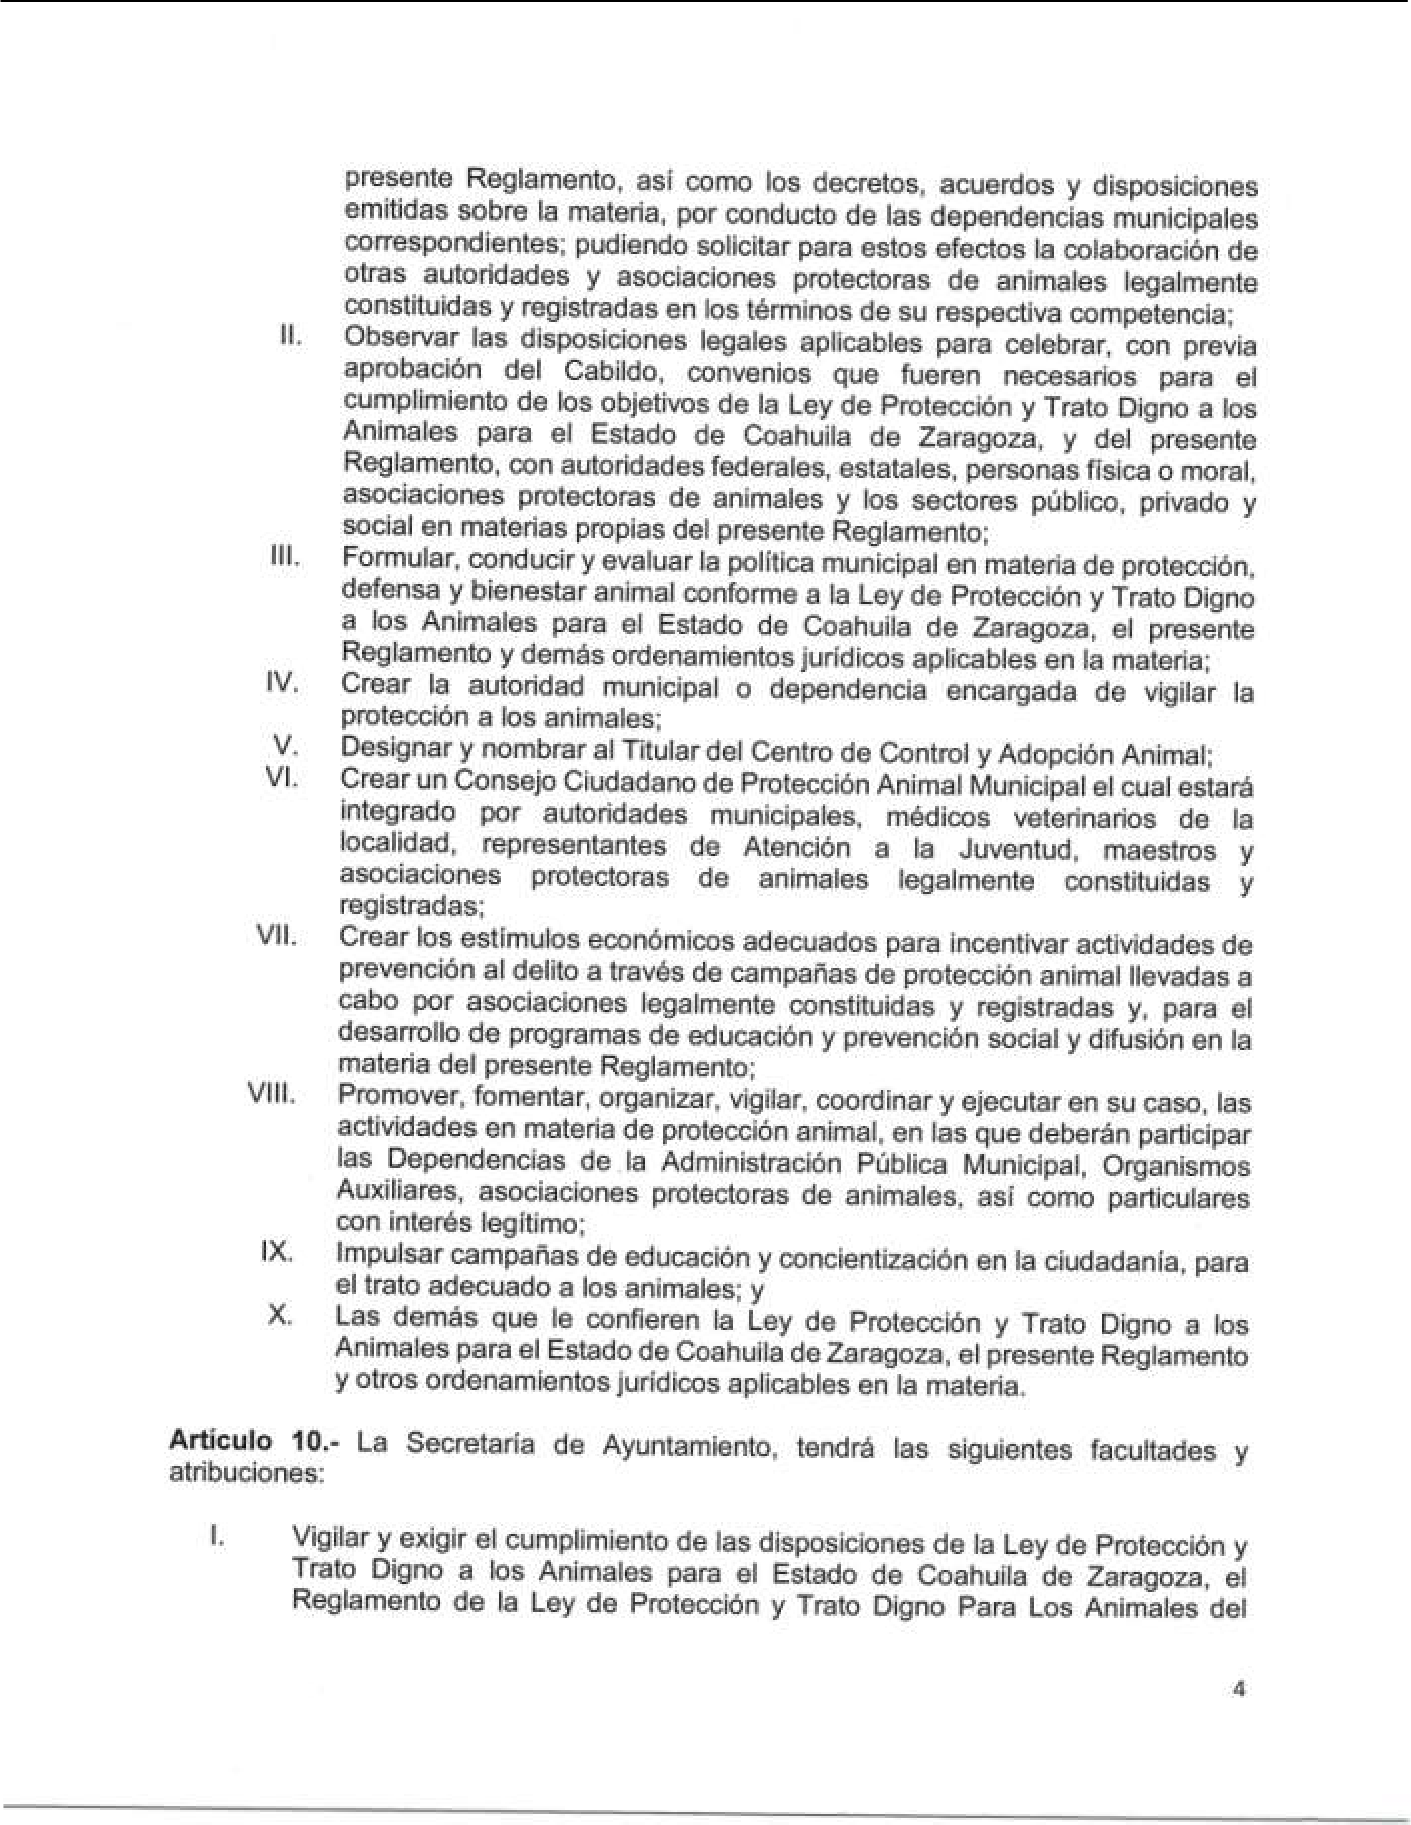 presente Reglamento, así como los decretos, acuerdos y disposiciones
emitidas sobre la materia, por conducto de las dependencias municipales
correspondientes; pudiendo solicitar para estos efectos la colaboración de
otras autoridades y asociaciones protectoras de animales legalmente
constituidas y registradas en los términos de su respectiva competencia;
II. Observar las disposiciones legales aplicables para celebrar, con previa
aprobación del Cabildo, convenios que fueren necesarios para el
cumplimiento de los objetivos de la Ley de Protección y Trato Digno a los
Animales para el Estado de Coahuila de Zaragoza, y del presente
Reglamento, con autoridades federales, estatales, personas física o moral,
asociaciones protectoras de animales y los sectores público, privado y
social en materias propias del presente Reglamento;
III. Formular, conducir y evaluar la política municipal en materia de protección,
defensa y bienestar animal conforme a la Ley de Protección y Trato Digno
a los Animales para el Estado de Coahuila de Zaragoza, el presente
Reglamento y demás ordenamientos jurídicos aplicables en la materia;
IV. Crear la autoridad municipal o dependencia encargada de vigilar la
protección a los animales;
V. Designar y nombrar al Titular del Centro de Control y Adopción Animal;
VI. Crear un Consejo Ciudadano de Protección Animal Municipal el cual estará
integrado por autoridades municipales, médicos veterinarios de la
localidad, representantes de Atención a la Juventud, maestros y
asociaciones protectoras de animales legalmente constituidas y
registradas;
VII. Crear los estímulos económicos adecuados para incentivar actividades de
prevención al delito a través de campañas de protección animal llevadas a
cabo por asociaciones legalmente constituidas y registradas y, para el
desarrollo de programas de educación y prevención social y difusión en la
materia del presente Reglamento;
VIII. Promover, fomentar, organizar, vigilar, coordinar y ejecutar en su caso, las
actividades en materia de protección animal, en las que deberán participar
las Dependencias de la Administración Pública Municipal, Organismos
Auxiliares, asociaciones protectoras de animales, así como particulares
con interés legítimo;
IX. Impulsar campañas de educación y concientización en la ciudadanía, para
el trato adecuado a los animales; y
X. Las demás que le confieren la Ley de Protección y Trato Digno a los
Animales para el Estado de Coahuila de Zaragoza, el presente Reglamento
y otros ordenamientos jurídicos aplicables en la materia.
Artículo 10.- La Secretaría de Ayuntamiento, tendrá las siguientes facultades y
atribuciones:
I. Vigilar y exigir el cumplimiento de las disposiciones de la Ley de Protección y
Trato Digno a los Animales para el Estado de Coahuila de Zaragoza, el
Reglamento de la Ley de Protección y Trato Digno Para Los Animales del
4